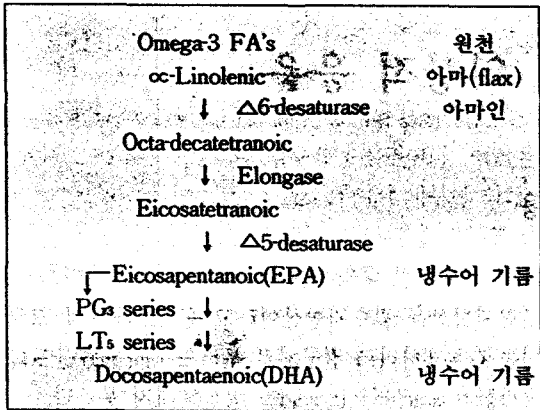 Omega-3 FA's 원천
∝-Linolenic 아마(flax)
↓ △6-desaturase 아마인
Octa-decatetranoic
↓ Elongase
Eicosatetranoic
↓ △5-desaturase
Eicosapentanoic(EPA) 냉수어 기름
PG₃ series ↓
LT₅ series ↓
Docosapentaenoic(DHA) 냉수어 기름